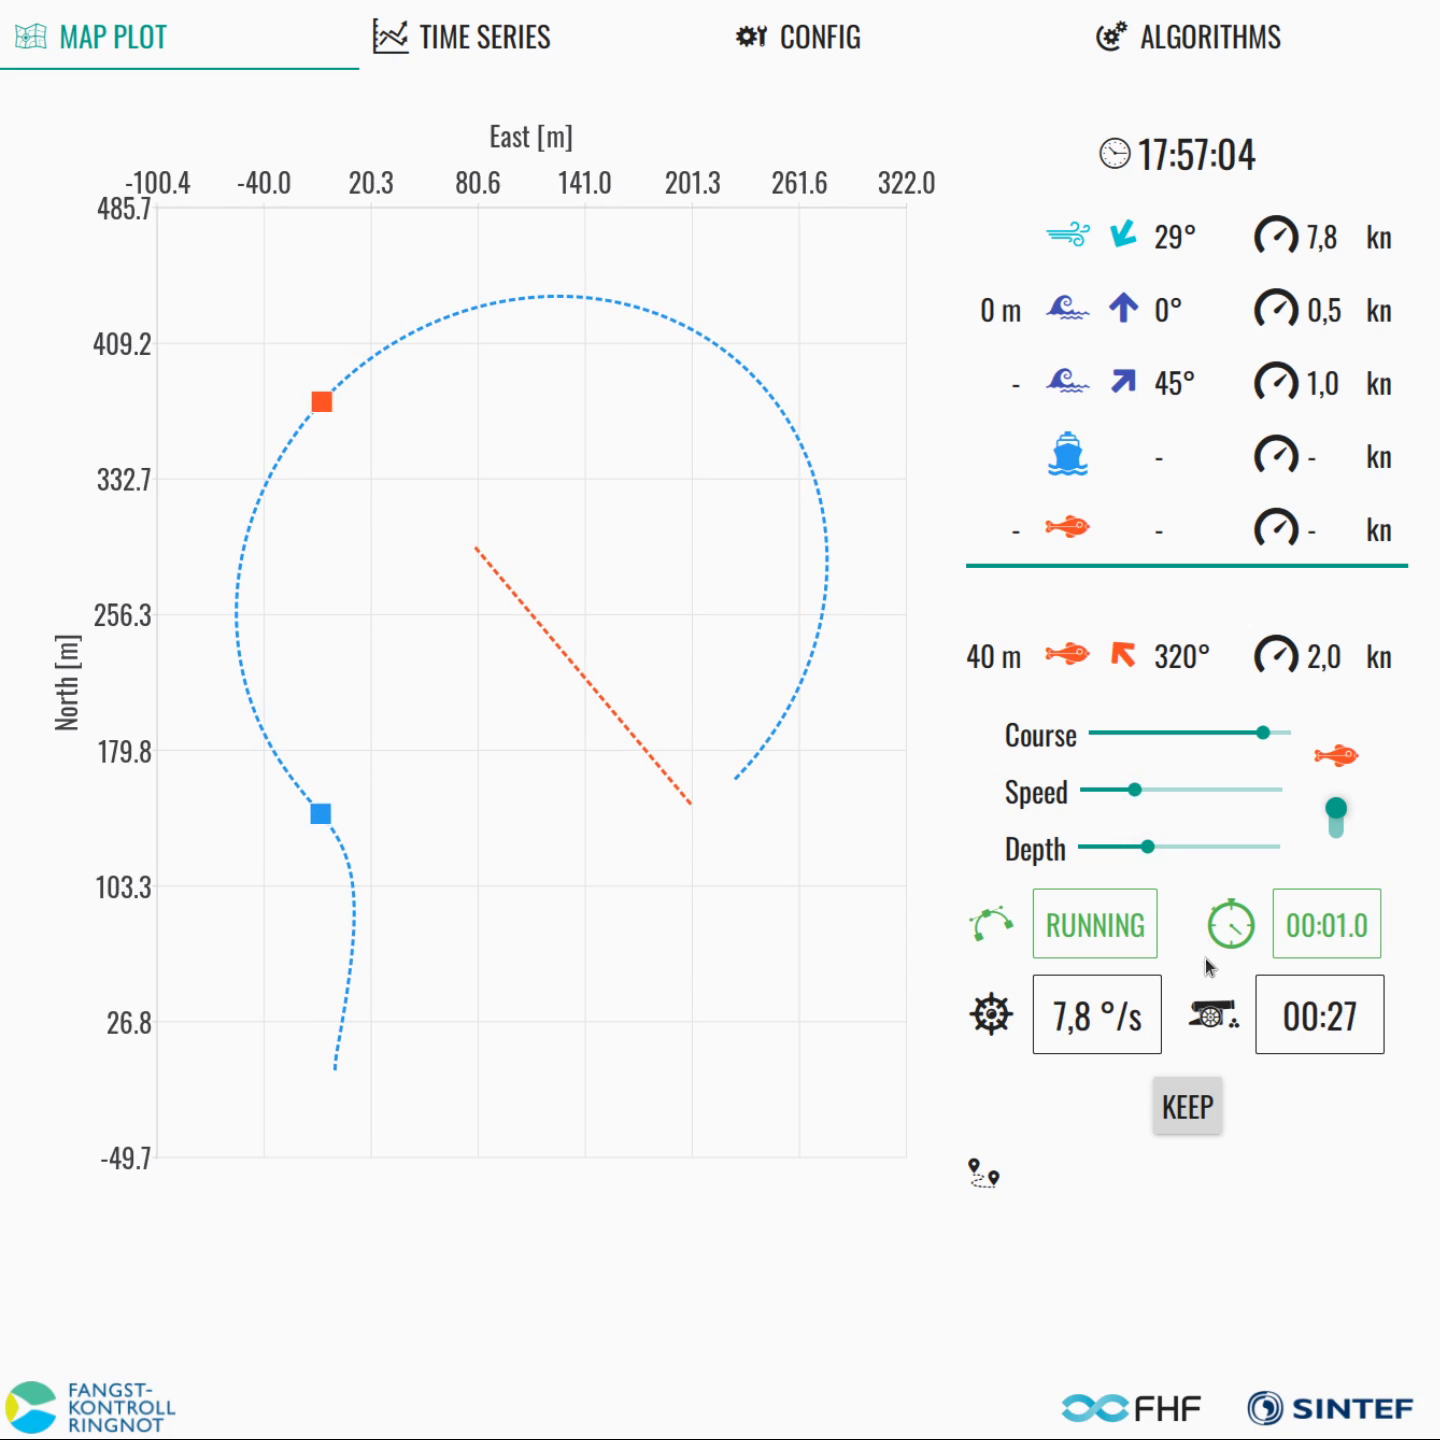 MAP PLOT
TIME SERIES
CONFIG
ALGORITHMS
East [m]
-100.4 -40.0 20.3 80.6 141.0 201.3 261.6 322.0
485.7
409.2
332.7
256.3
179.8
103.3
26.8
-49.7
North [m]
17:57:04
29° 7,8 kn
0 m 0° 0,5 kn
- 45° 1,0 kn
- - kn
- - - kn
40 m 320° 2,0 kn
Course
Speed
Depth
RUNNING 00:01.0
7,8 °/s 00:27
KEEP
FANGST-
KONTROLL
RINGNOT
FHF
SINTEF